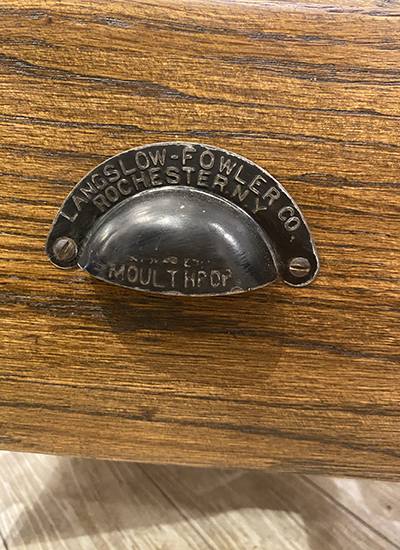 LANGSLOW-FOWLER CO.
ROCHESTER.N.Y
MOULTHROP